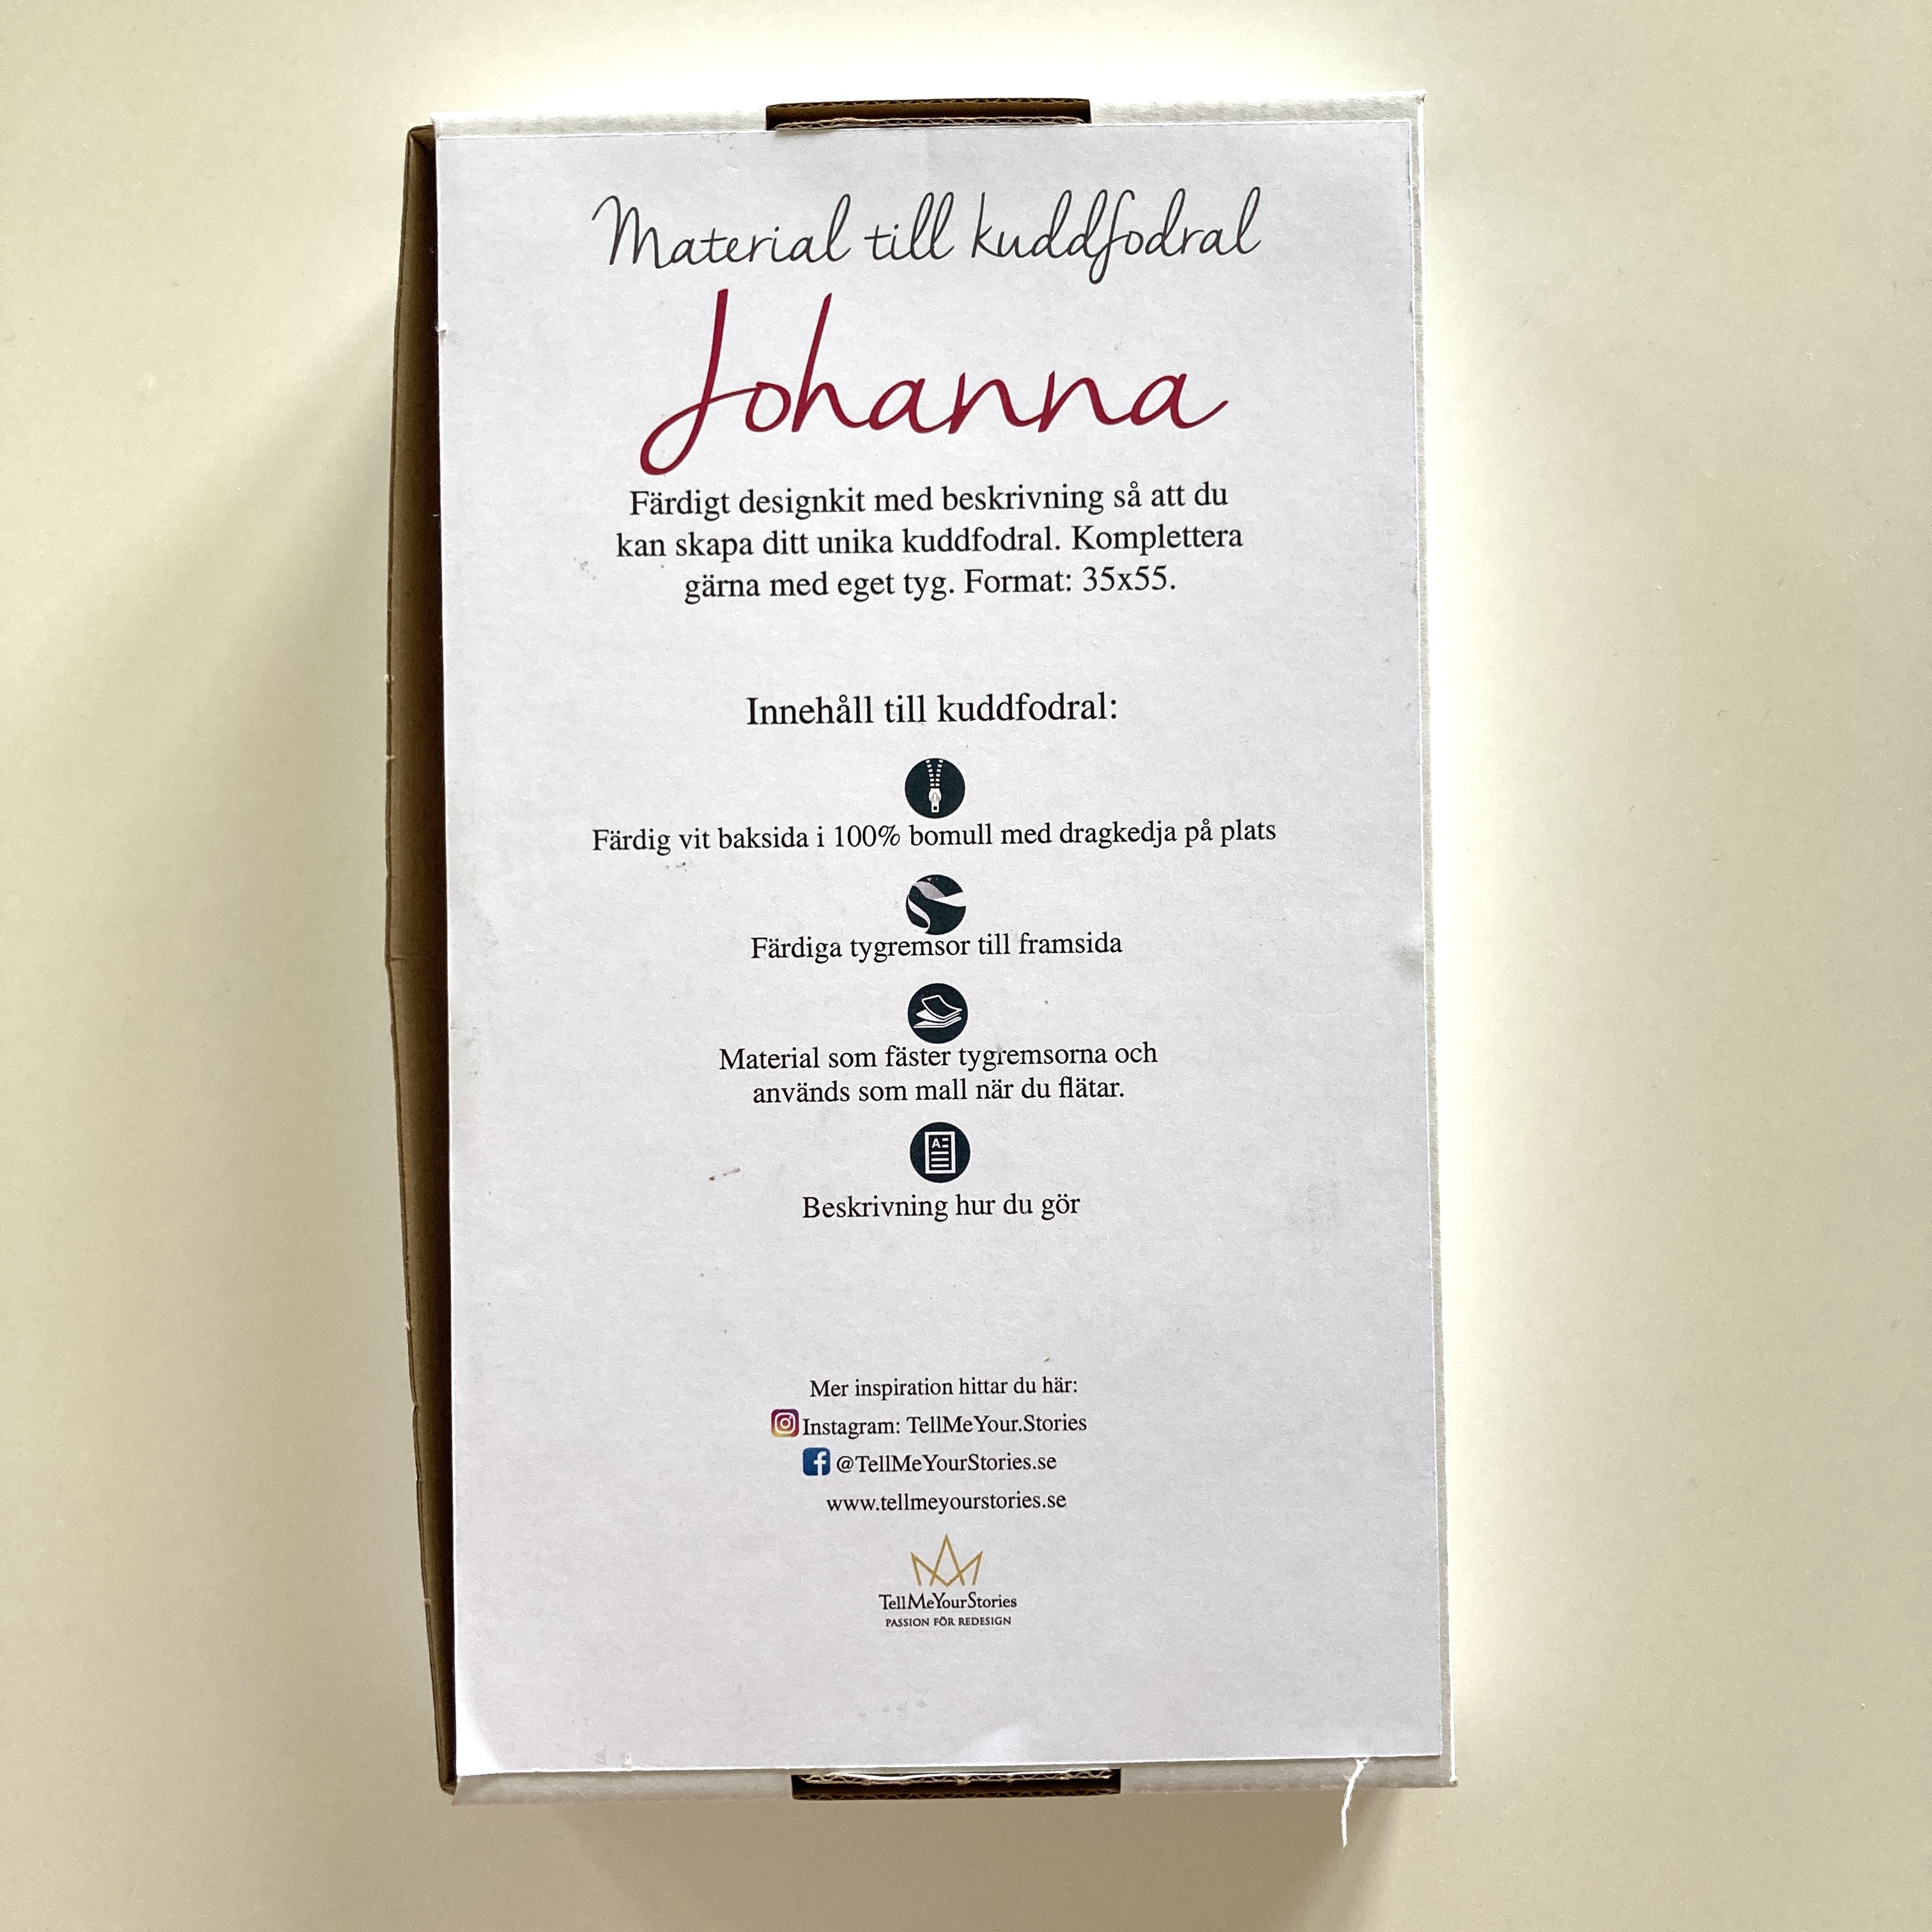 Material till kuddfodral
Johanna
Färdigt designkit med beskrivning så att du
kan skapa ditt unika kuddfodral. Komplettera
gärna med eget tyg. Format: 35x55.
Innehåll till kuddfodral:
Färdig vit baksida i 100% bomull med dragkedja på plats
Färdiga tygremsor till framsida
Material som fäster tygremsorna och
används som mall när du flätar.
A
Beskrivning hur du gör
Mer inspiration hittar du här:
Instagram: TellMeYour.Stories
@TellMeYourStories.se
www.tellmeyourstories.se
TellMeYourStories
PASSION FÖR REDESIGN